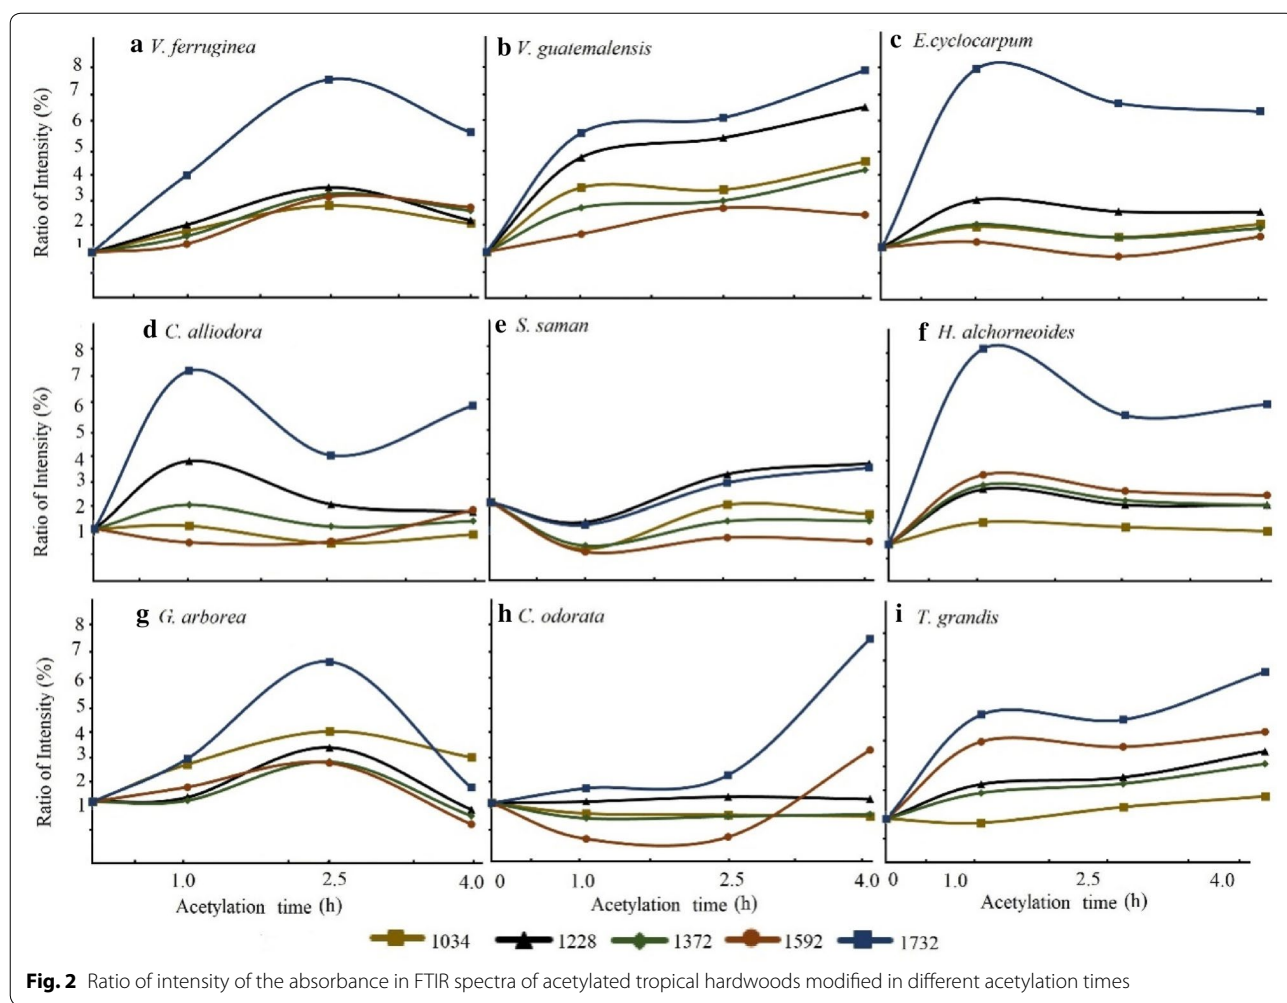 a V. ferruginea
b V. guatemalensis
c E.cyclocarpum
Ratio of Intensity (%)
8
7
6
5
4
3
2
1
d C. alliodora
e S. saman
f H. alchorneoides
Ratio of Intensity (%)
8
7
6
5
4
3
2
1
g G. arborea
h C. odorata
i T. grandis
Ratio of Intensity (%)
8
7
6
5
4
3
2
1
1.0 2.5 4.0
Acetylation time (h)
0 1.0 2.5 4.0
Acetylation time (h)
0 1.0 2.5 4.0
Acetylation time (h)
1034 1228 1372 1592 1732
Fig. 2 Ratio of intensity of the absorbance in FTIR spectra of acetylated tropical hardwoods modified in different acetylation times